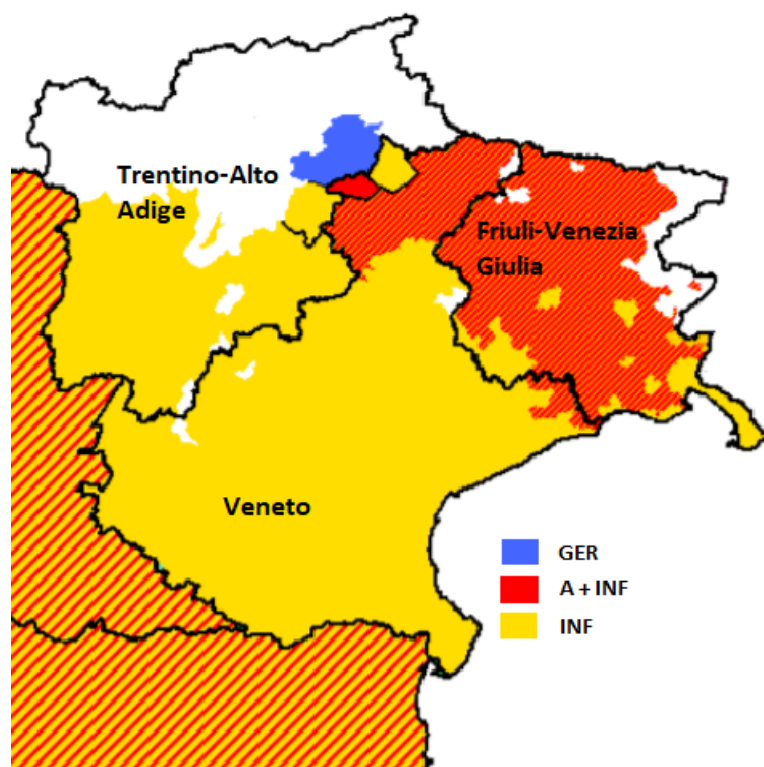 Trentino-Alto
Adige
Friuli-Venezia
Giulia
Veneto
GER
A + INF
INF